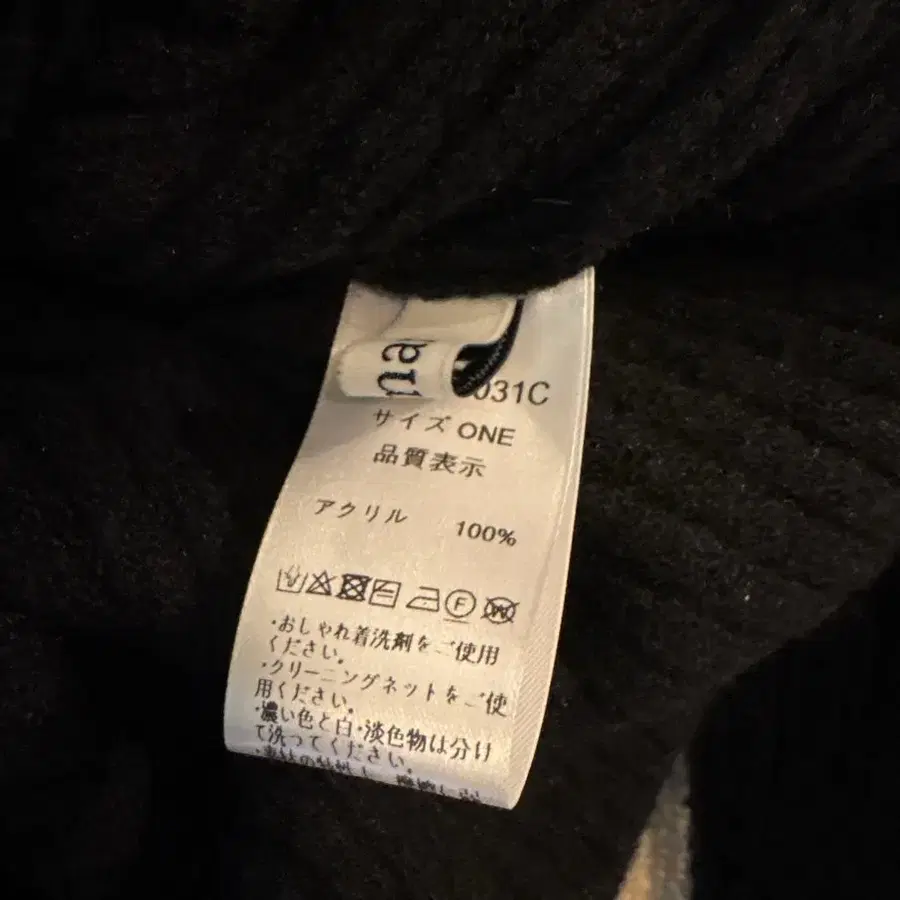 na
031C
サイズ ONE
品質表示
アクリル 100%
F W
・おしゃれ着洗剤をご使用
ください。
・クリーニングネットをご使
用ください。
・濃い色と白・淡色物は分け
て洗ってください。